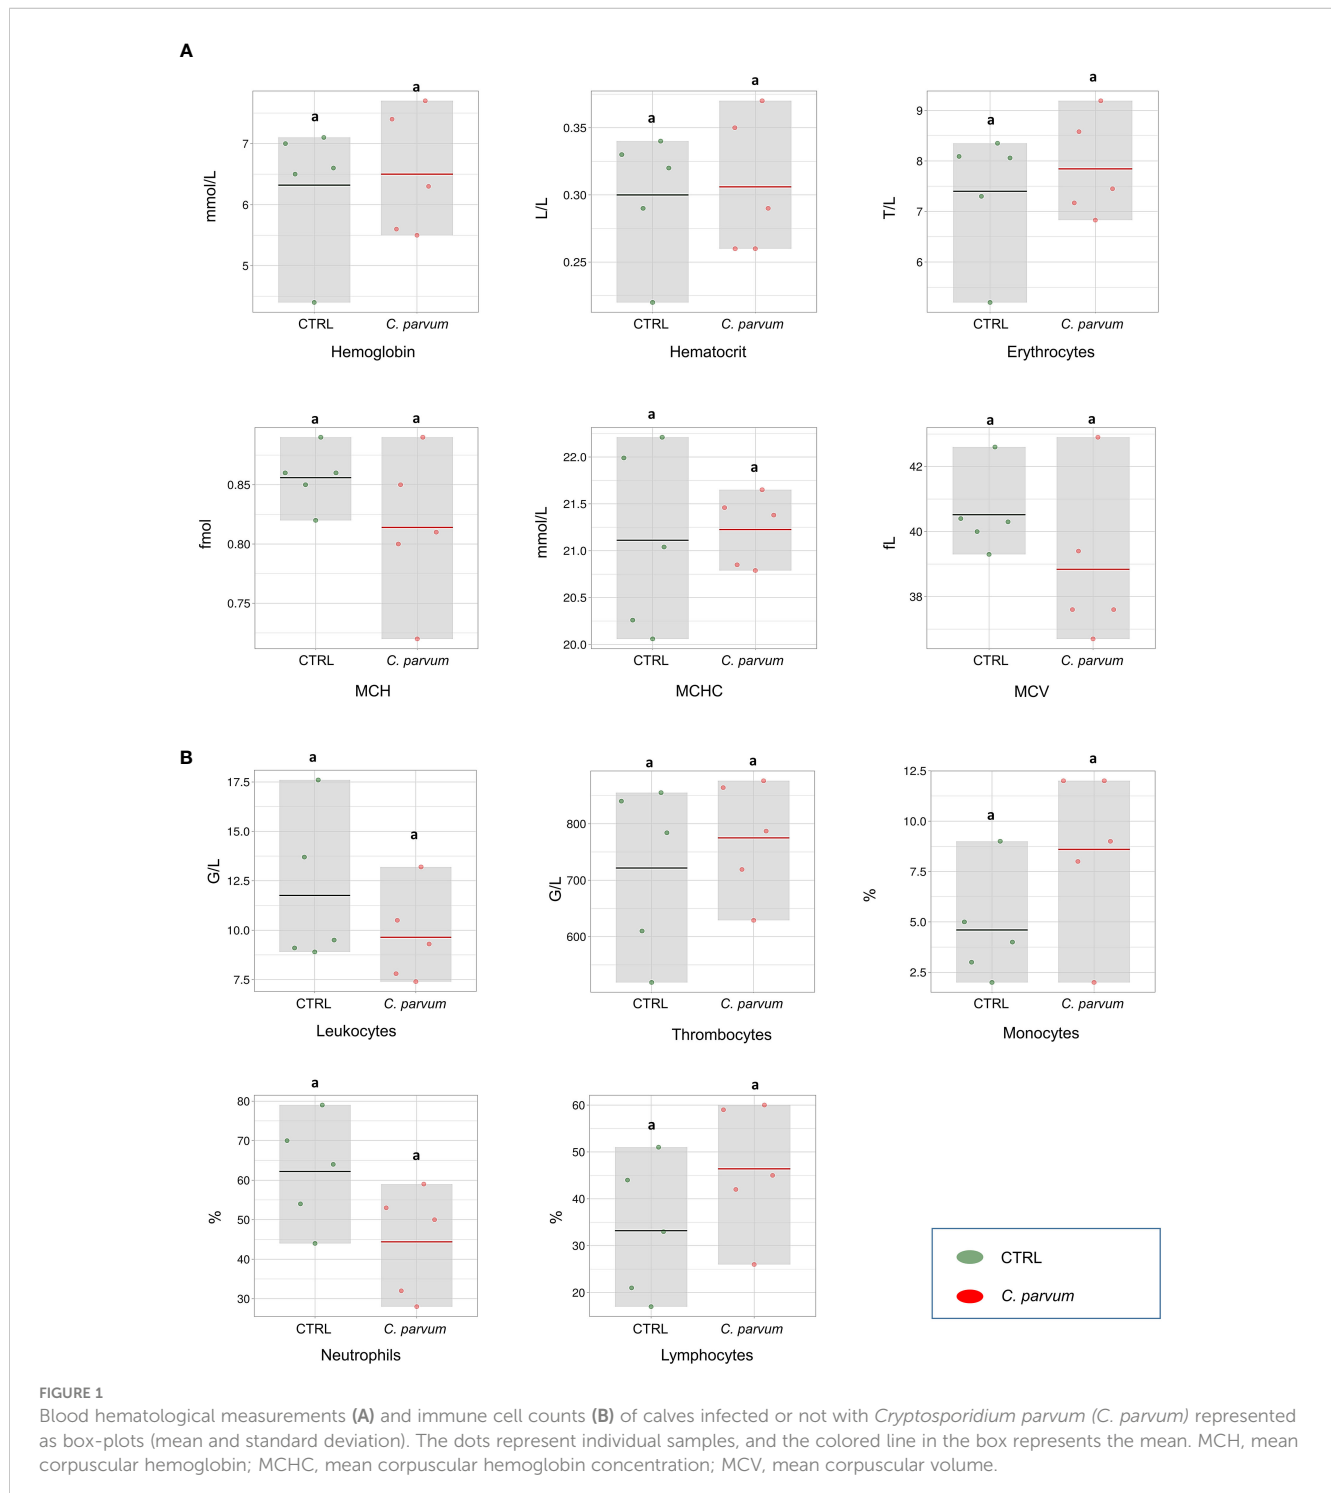 A
a
a
mmol/L
7
6
5
CTRL
C. parvum
Hemoglobin
a
a
L/L
0.35
0.30
0.25
CTRL
C. parvum
Hematocrit
a
a
T/L
9
8
7
6
CTRL
C. parvum
Erythrocytes
a
a
fmol
0.85
0.80
0.75
CTRL
C. parvum
MCH
a
a
mmol/L
22.0
21.5
21.0
20.5
20.0
CTRL
C. parvum
MCHC
a
a
fL
42
40
38
CTRL
C. parvum
MCV
B
a
a
G/L
17.5
15.0
12.5
10.0
7.5
CTRL
C. parvum
Leukocytes
a
a
G/L
800
700
600
CTRL
C. parvum
Thrombocytes
a
a
%
12.5
10.0
7.5
5.0
2.5
CTRL
C. parvum
Monocytes
a
a
%
80
70
60
50
40
30
CTRL
C. parvum
Neutrophils
a
a
%
60
50
40
30
20
CTRL
C. parvum
Lymphocytes
CTRL
C. parvum
FIGURE 1
Blood hematological measurements (A) and immune cell counts (B) of calves infected or not with Cryptosporidium parvum (C. parvum) represented
as box-plots (mean and standard deviation). The dots represent individual samples, and the colored line in the box represents the mean. MCH, mean
corpuscular hemoglobin; MCHC, mean corpuscular hemoglobin concentration; MCV, mean corpuscular volume.